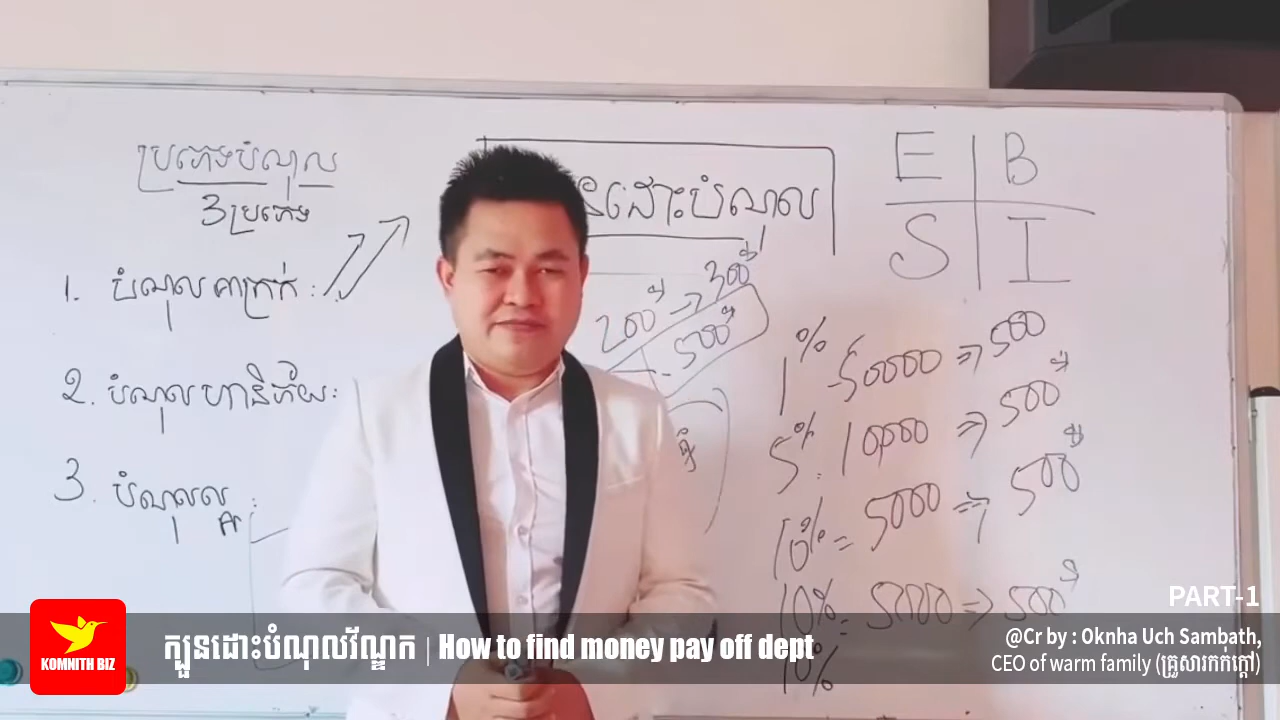 ប្រភេទបំណុល
3 ប្រភេទ
1. បំណុលអាក្រក់ :
2. បំណុលហានិភ័យ:
3. បំណុលល្អ :
នដោះបំណុល
200៛ → 300៛
500៛
E B
S I
1% - 50000 => 500
5% : 10000 => 500៛
10% = 5000 => 500៛
10% = 5000 => 500៛
10%
PART-1
KOMNITH BIZ
ក្បួនដោះបំណុលវ័ណ្ឌក | How to find money pay off dept
@Cr by : Oknha Uch Sambath,
CEO of warm family (គ្រួសារកក់ក្តៅ)